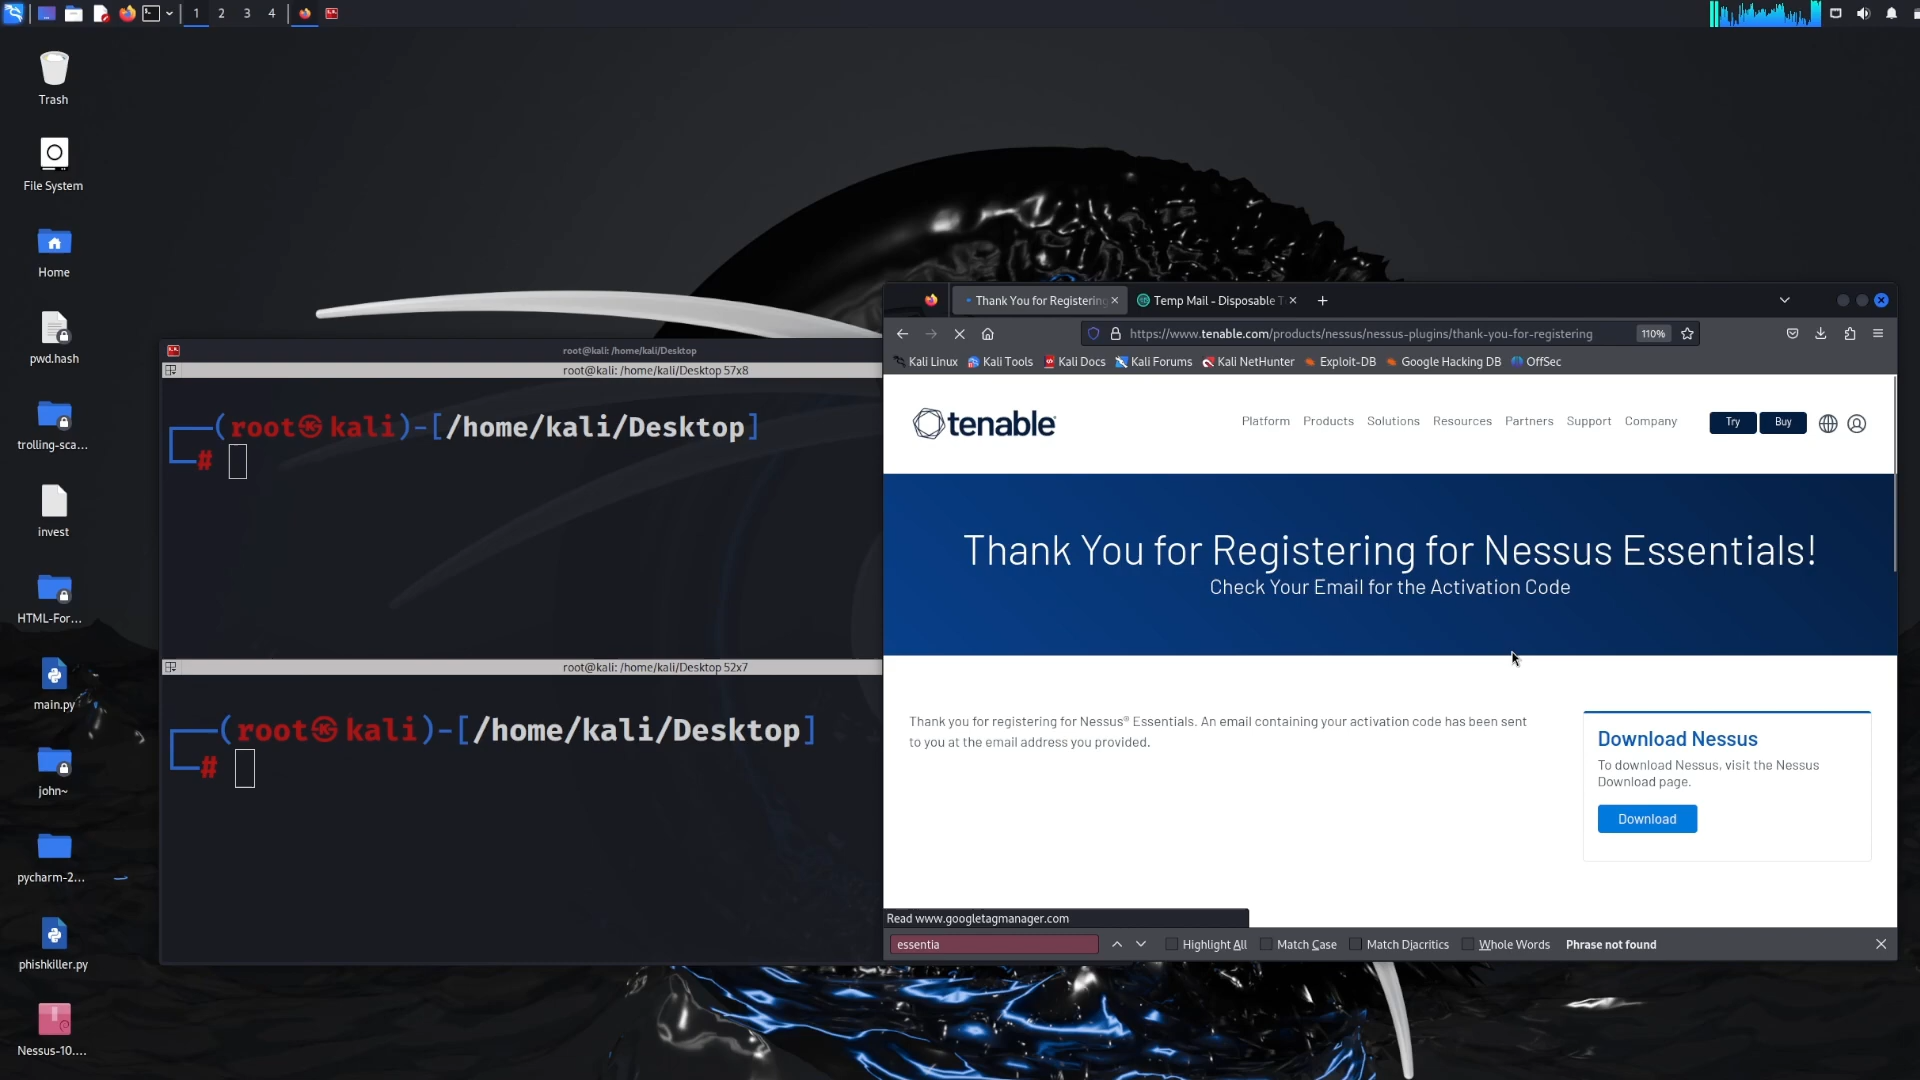 1 2 3 4
Trash
File System
Home
pwd.hash
trolling-sca...
invest
HTML-For...
main.py
john~
pycharm-2...
phishkiller.py
Nessus-10....
root@kali: /home/kali/Desktop
root@kali: /home/kali/Desktop 57x8
(root㉿kali)-[/home/kali/Desktop]
#
root@kali: /home/kali/Desktop 52x7
(root㉿kali)-[/home/kali/Desktop]
#
Thank You for Registering Temp Mail - Disposable T
https://www.tenable.com/products/nessus/nessus-plugins/thank-you-for-registering 110%
Kali Linux Kali Tools Kali Docs Kali Forums Kali NetHunter Exploit-DB Google Hacking DB OffSec
tenable Platform Products Solutions Resources Partners Support Company Try Buy
Thank You for Registering for Nessus Essentials!
Check Your Email for the Activation Code
Thank you for registering for Nessus® Essentials. An email containing your activation code has been sent
to you at the email address you provided.
Download Nessus
To download Nessus, visit the Nessus
Download page.
Download
Read www.googletagmanager.com
essentia Highlight All Match Case Match Diacritics Whole Words Phrase not found